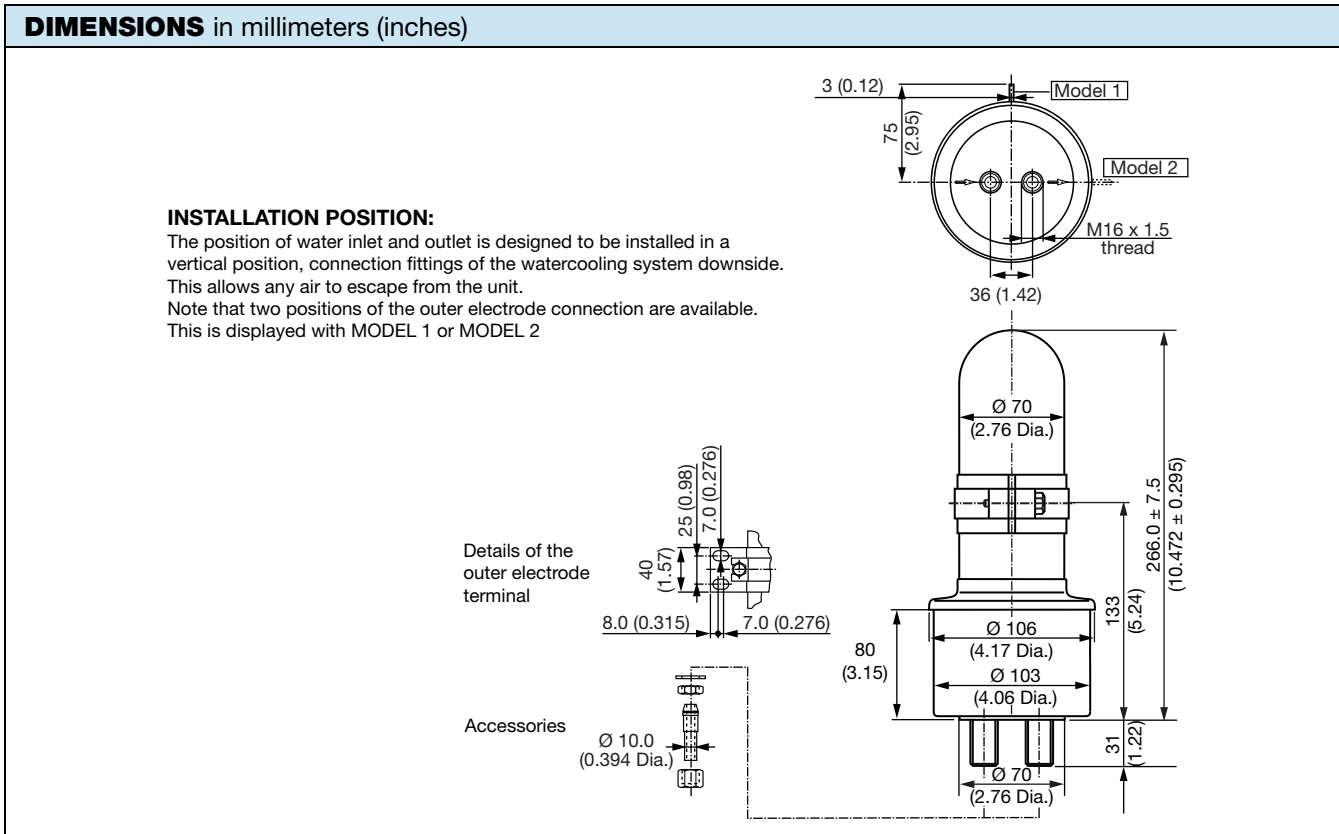 DIMENSIONS in millimeters (inches)
3 (0.12)
Model 1
75
(2.95)
Model 2
M16 x 1.5
thread
36 (1.42)
INSTALLATION POSITION:
The position of water inlet and outlet is designed to be installed in a
vertical position, connection fittings of the watercooling system downside.
This allows any air to escape from the unit.
Note that two positions of the outer electrode connection are available.
This is displayed with MODEL 1 or MODEL 2
Ø 70
(2.76 Dia.)
266.0 ± 7.5
(10.472 ± 0.295)
133
(5.24)
25 (0.98)
7.0 (0.276)
40
(1.57)
Details of the
outer electrode
terminal
8.0 (0.315)
7.0 (0.276)
80
(3.15)
Ø 106
(4.17 Dia.)
Ø 103
(4.06 Dia.)
Accessories
Ø 10.0
(0.394 Dia.)
31
(1.22)
Ø 70
(2.76 Dia.)